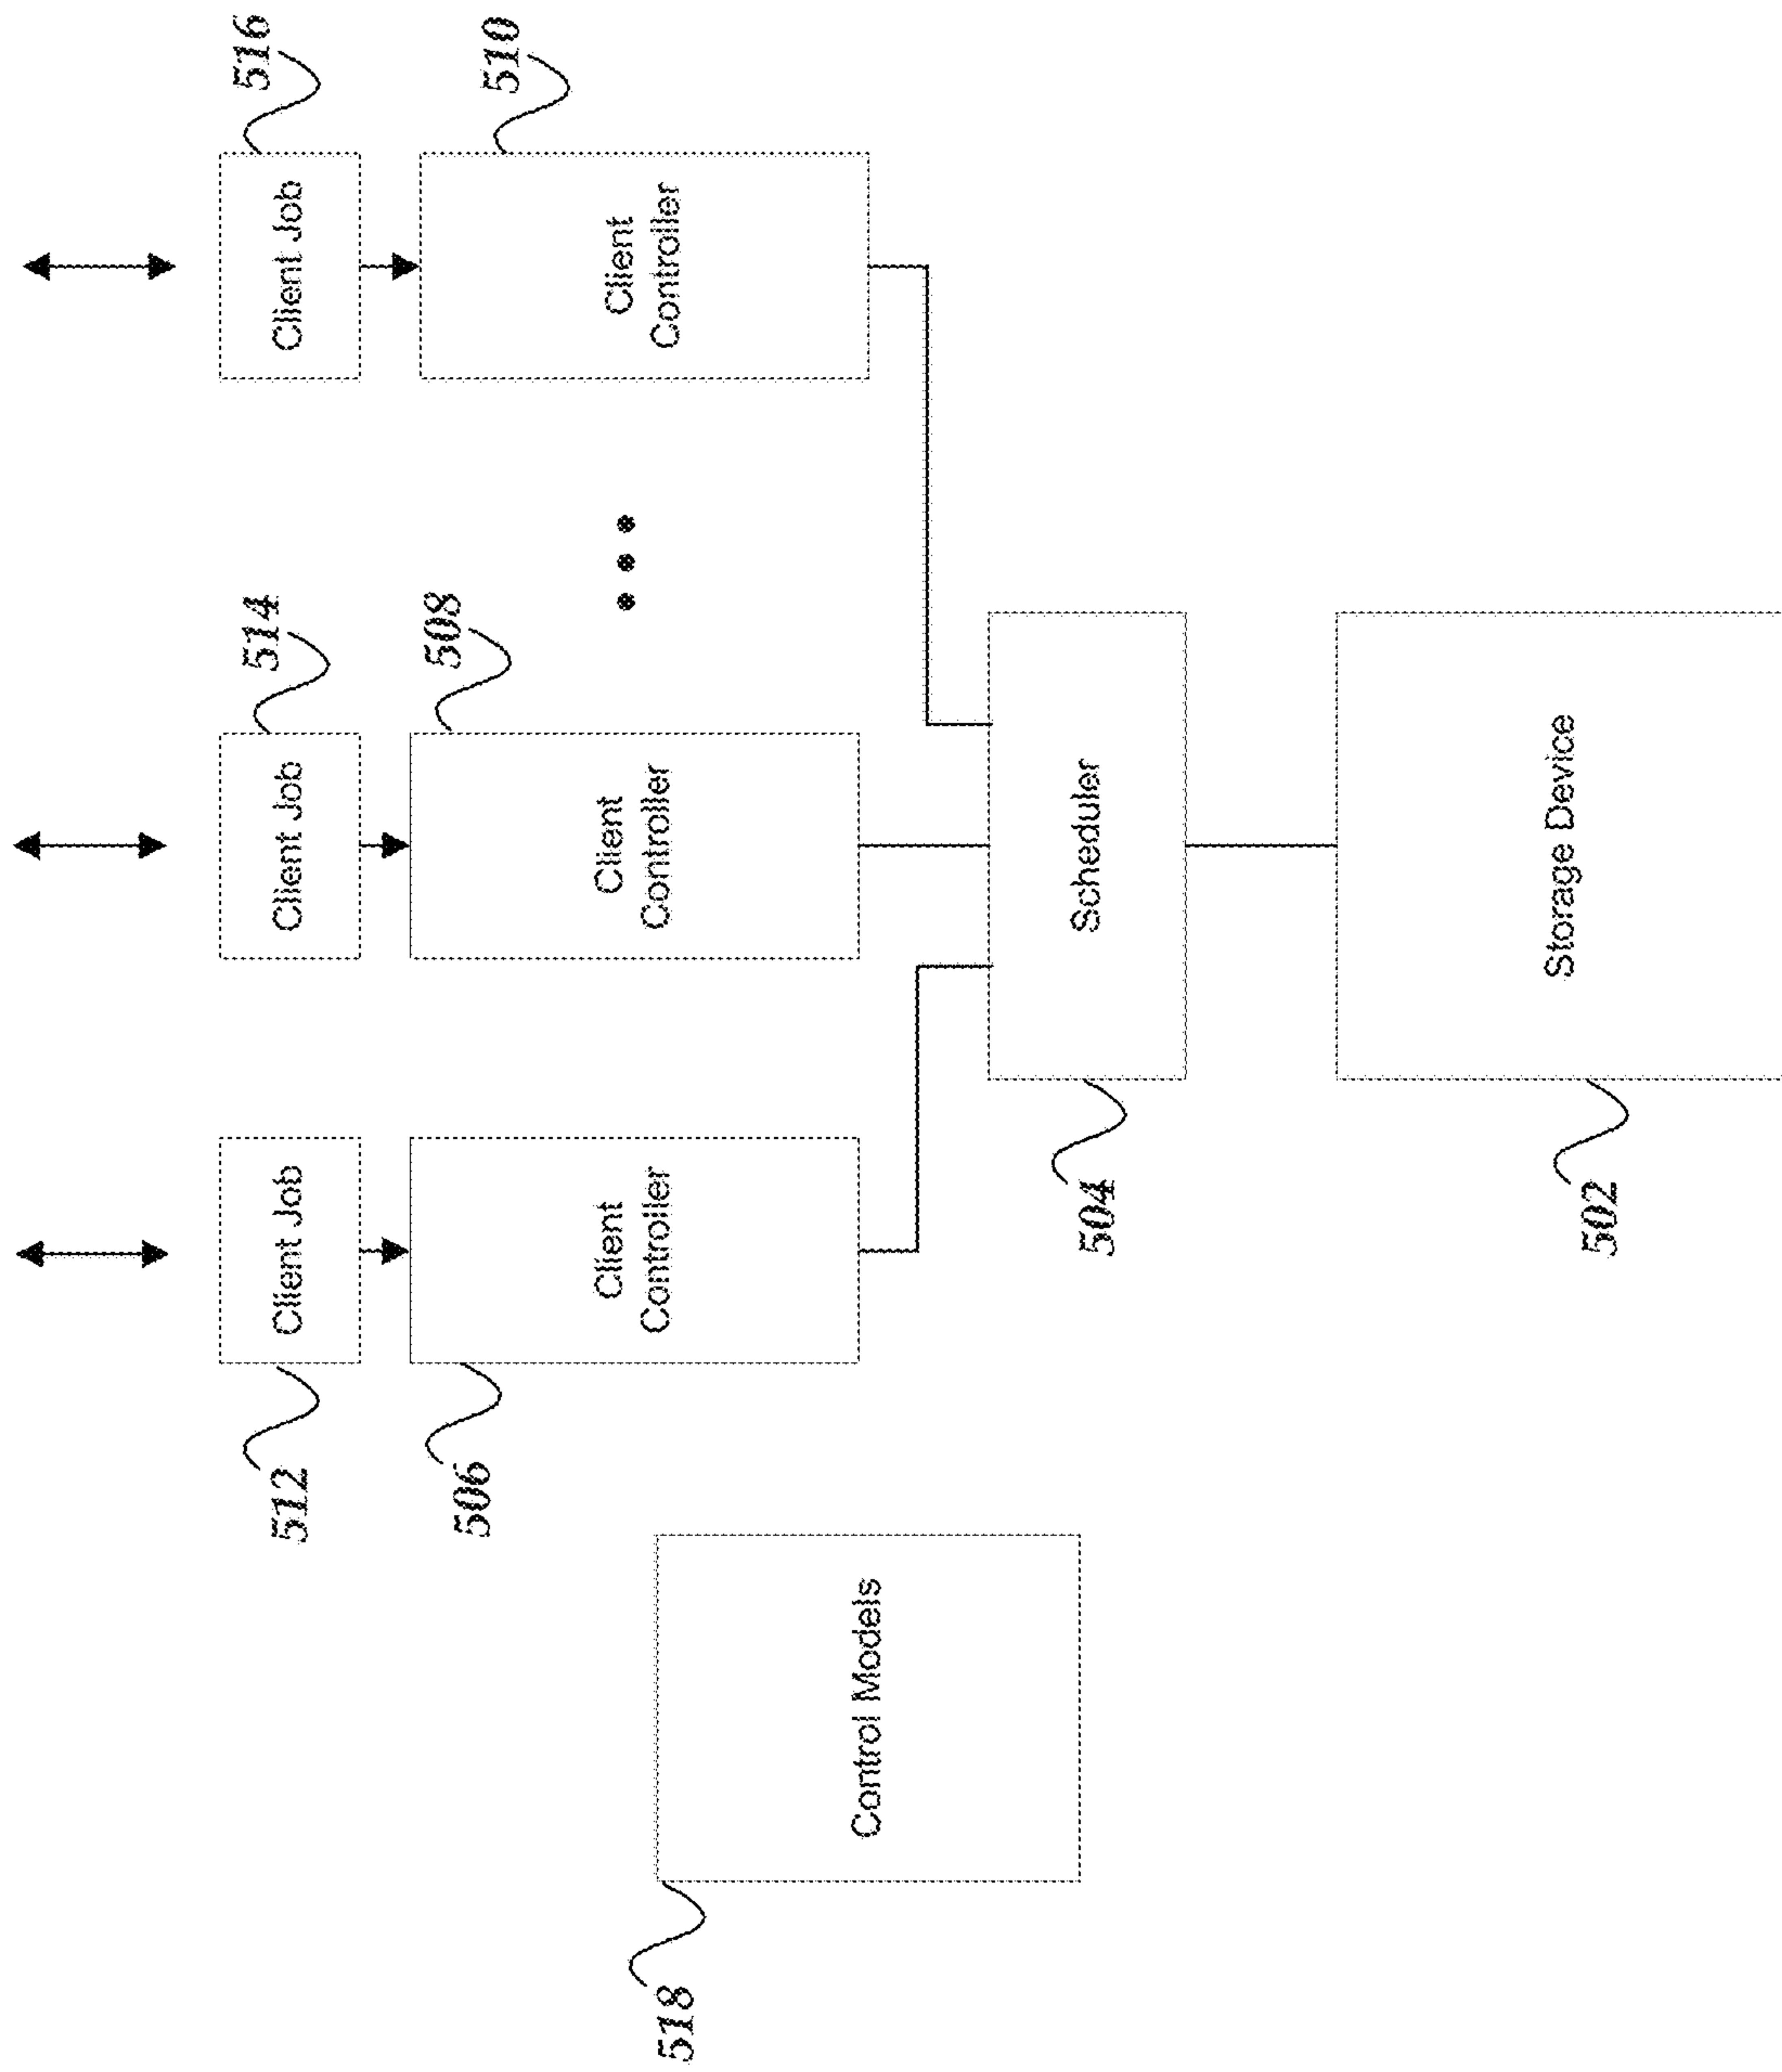 512
Client Job
514
Client Job
516
Client Job
506
508
510
Client
Controller
Client
Controller
Client
Controller
518
Control Models
504
Scheduler
502
Storage Device